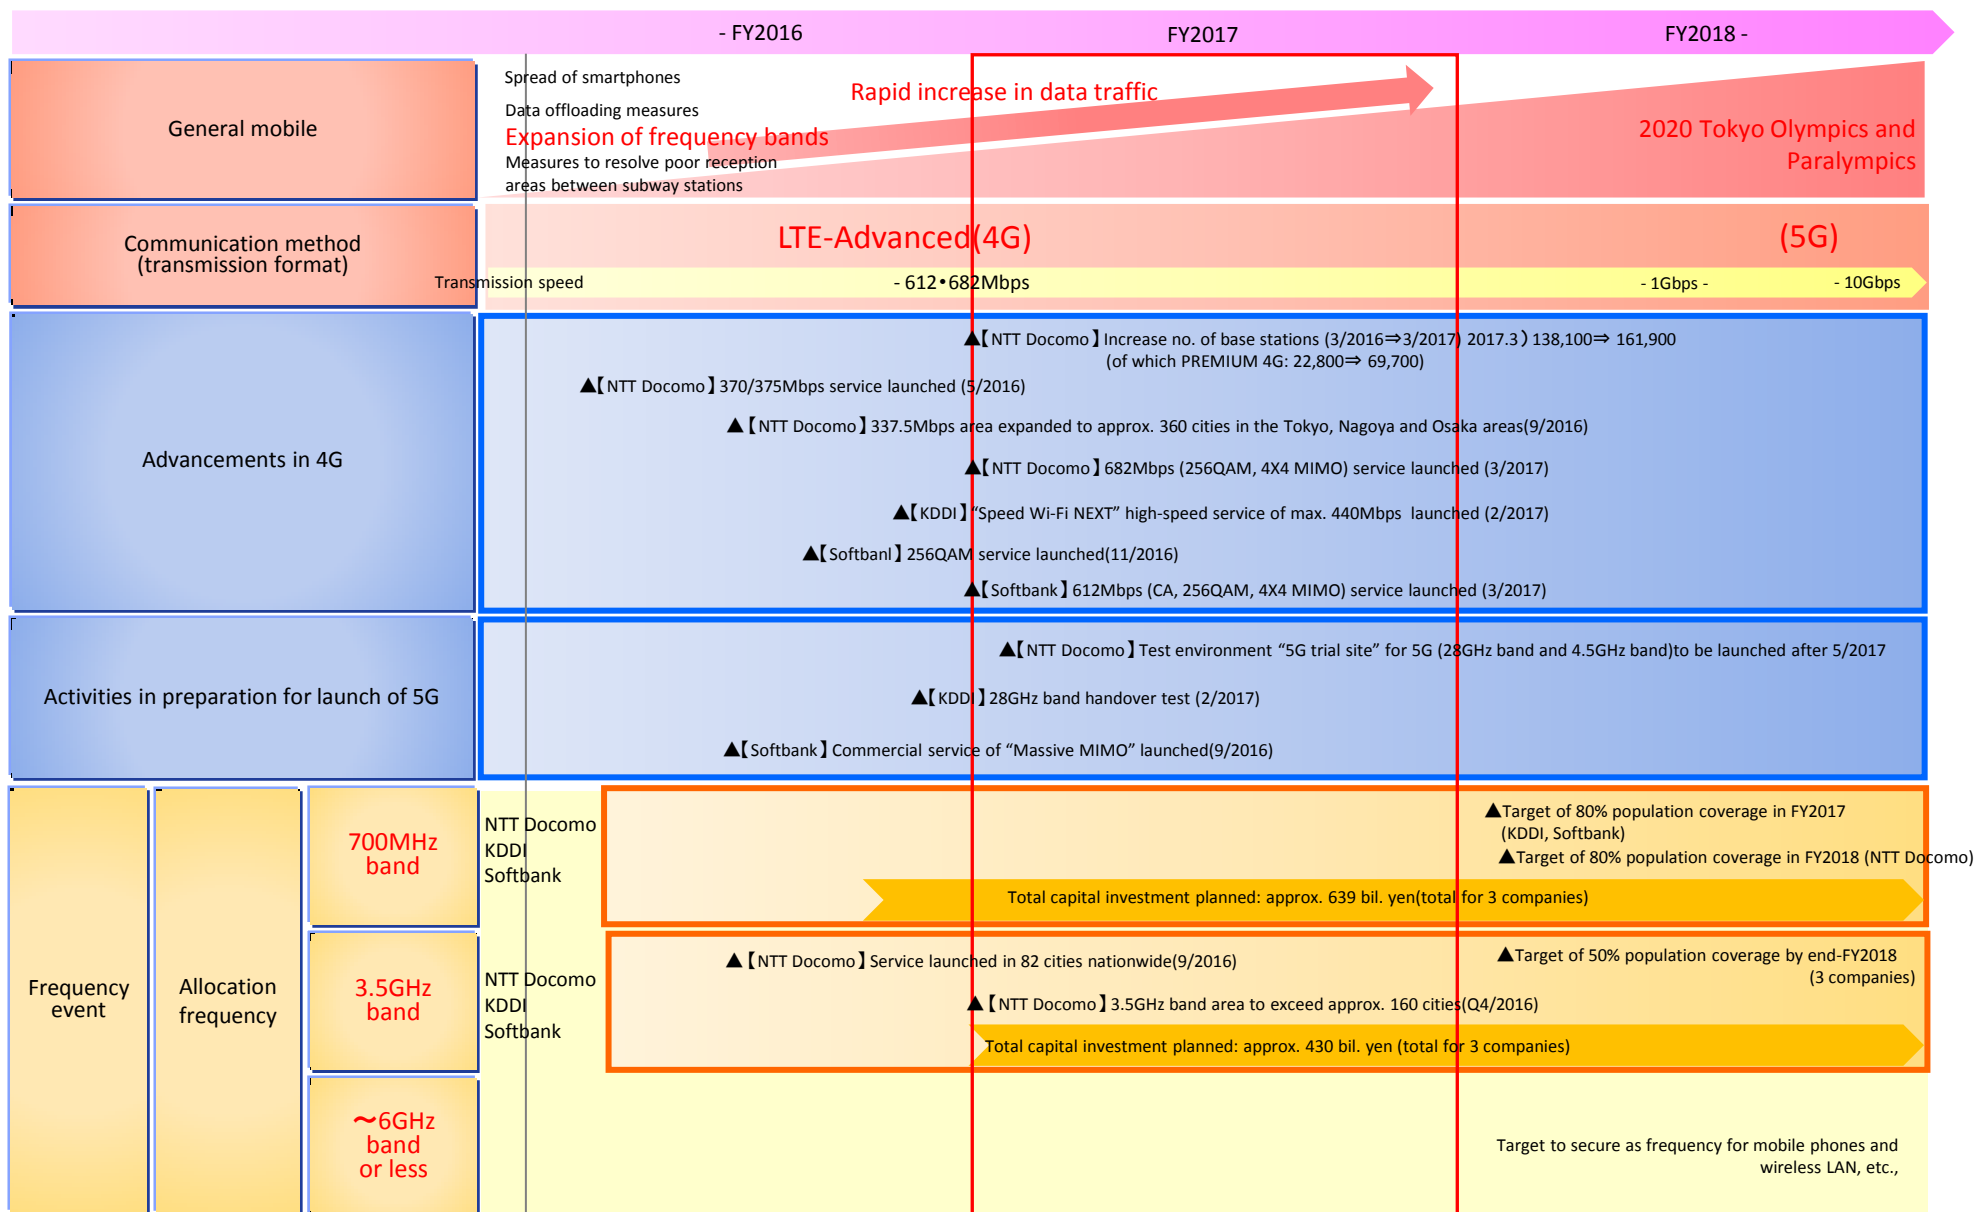 - FY2016
FY2017
FY2018 -
General mobile
Spread of smartphones
Data offloading measures
Expansion of frequency bands
Measures to resolve poor reception
areas between subway stations
Rapid increase in data traffic
2020 Tokyo Olympics and
Paralympics
Communication method
(transmission format)
LTE-Advanced(4G)
(5G)
Transmission speed
- 612•682Mbps
- 1Gbps -
- 10Gbps
Advancements in 4G
▲【NTT Docomo】Increase no. of base stations (3/2016⇒3/2017) 2017.3）138,100⇒ 161,900
(of which PREMIUM 4G: 22,800⇒ 69,700)
▲【NTT Docomo】370/375Mbps service launched (5/2016)
▲【NTT Docomo】337.5Mbps area expanded to approx. 360 cities in the Tokyo, Nagoya and Osaka areas(9/2016)
▲【NTT Docomo】682Mbps (256QAM, 4X4 MIMO) service launched (3/2017)
▲【KDDI】“Speed Wi-Fi NEXT” high-speed service of max. 440Mbps launched (2/2017)
▲【Softbanl】256QAM service launched(11/2016)
▲【Softbank】612Mbps (CA, 256QAM, 4X4 MIMO) service launched (3/2017)
Activities in preparation for launch of 5G
▲【NTT Docomo】Test environment “5G trial site” for 5G (28GHz band and 4.5GHz band)to be launched after 5/2017
▲【KDDI】28GHz band handover test (2/2017)
▲【Softbank】Commercial service of “Massive MIMO” launched(9/2016)
Frequency
event
Allocation
frequency
700MHz
band
NTT Docomo
KDDI
Softbank
▲Target of 80% population coverage in FY2017
(KDDI, Softbank)
▲Target of 80% population coverage in FY2018 (NTT Docomo)
Total capital investment planned: approx. 639 bil. yen(total for 3 companies)
3.5GHz
band
NTT Docomo
KDDI
Softbank
▲【NTT Docomo】Service launched in 82 cities nationwide(9/2016)
▲Target of 50% population coverage by end-FY2018
(3 companies)
▲【NTT Docomo】3.5GHz band area to exceed approx. 160 cities(Q4/2016)
Total capital investment planned: approx. 430 bil. yen (total for 3 companies)
～6GHz
band
or less
Target to secure as frequency for mobile phones and
wireless LAN, etc.,